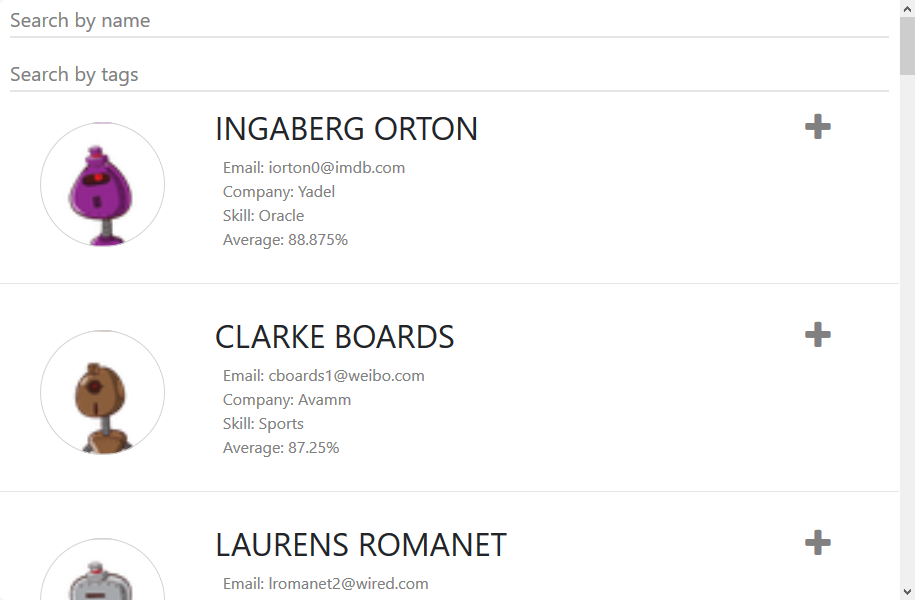 Search by name
Search by tags
INGABERG ORTON
Email: iorton0@imdb.com
Company: Yadel
Skill: Oracle
Average: 88.875%
CLARKE BOARDS
Email: cboards1@weibo.com
Company: Avamm
Skill: Sports
Average: 87.25%
LAURENS ROMANET
Email: lromanet2@wired.com